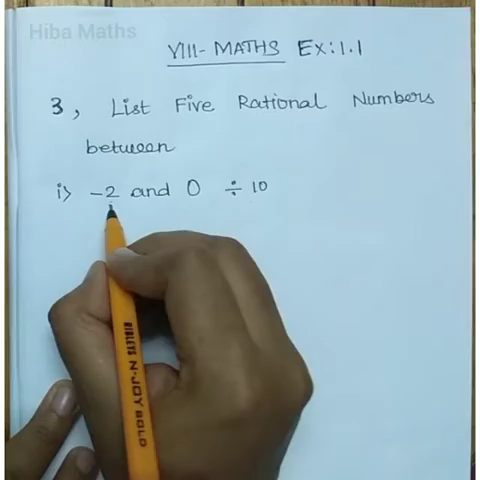 Hiba Maths
VIII- MATHS Ex:1.1
3, List Five Rational Numbers
between
i) -2 and 0 ÷ 10
N-JOY GOLD